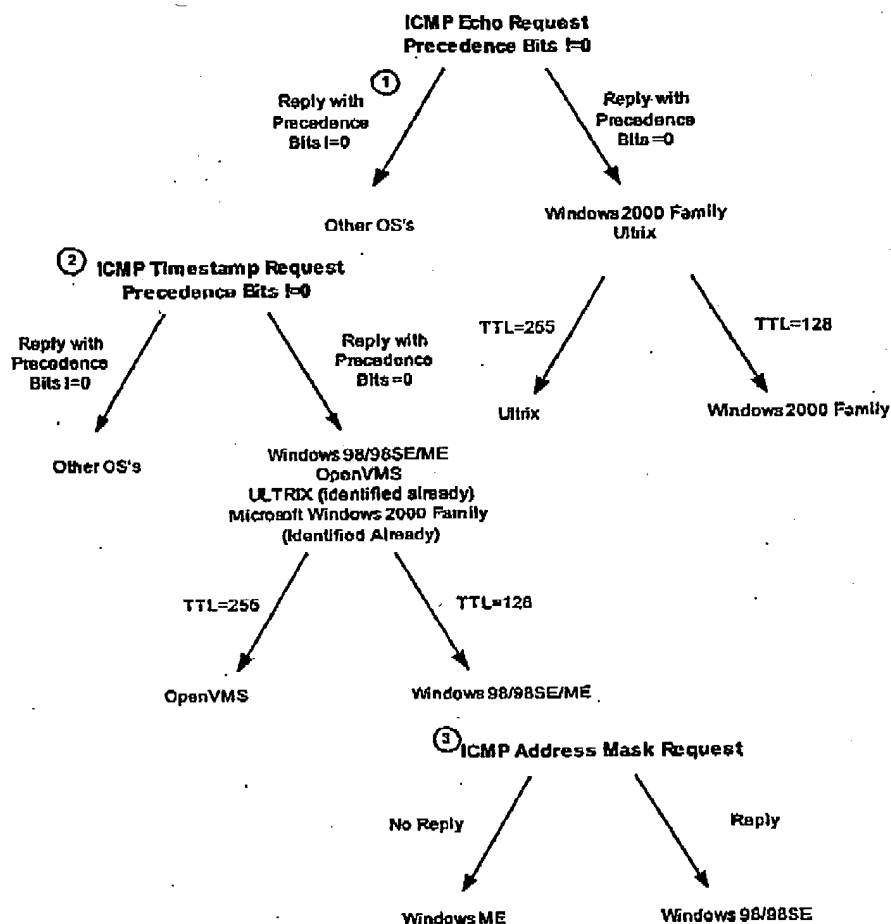 ICMP Echo Request
Precedence Bits !=0
1
Reply with
Precedence
Bits !=0
Reply with
Precedence
Bits =0
Other OS's
Windows 2000 Family
Ultrix
2
ICMP Timestamp Request
Precedence Bits !=0
TTL=255
TTL=128
Reply with
Precedence
Bits !=0
Reply with
Precedence
Bits =0
Ultrix
Windows 2000 Family
Other OS's
Windows 98/98SE/ME
OpenVMS
ULTRIX (identified already)
Microsoft Windows 2000 Family
(Identified Already)
TTL=255
TTL=128
OpenVMS
Windows 98/98SE/ME
3
ICMP Address Mask Request
No Reply
Reply
Windows ME
Windows 98/98SE